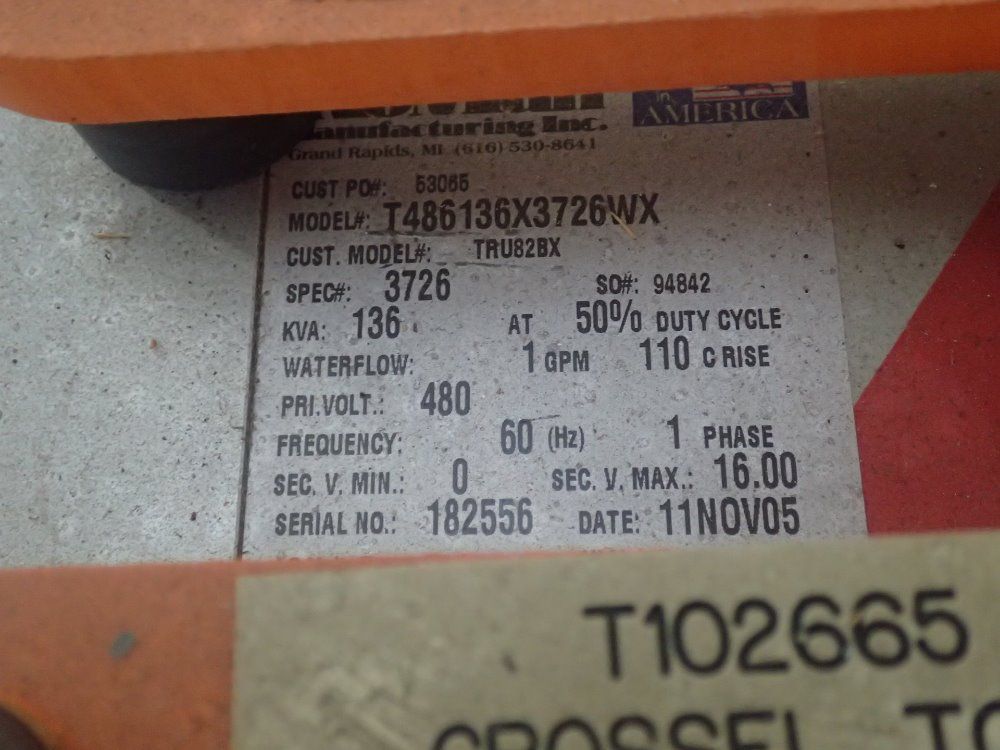 AMERICA
Manufacturing Inc.
Grand Rapids, MI (616) 530-8641
CUST PO#: 53065
MODEL#: T486136X3726WX
CUST. MODEL#: TRU82BX
SPEC#: 3726 SO#: 94842
KVA: 136 AT 50% DUTY CYCLE
WATERFLOW: 1 GPM 110 C RISE
PRI.VOLT.: 480
FREQUENCY: 60 (Hz) 1 PHASE
SEC. V. MIN.: 0 SEC. V. MAX.: 16.00
SERIAL NO.: 182556 DATE: 11NOV05
T102665